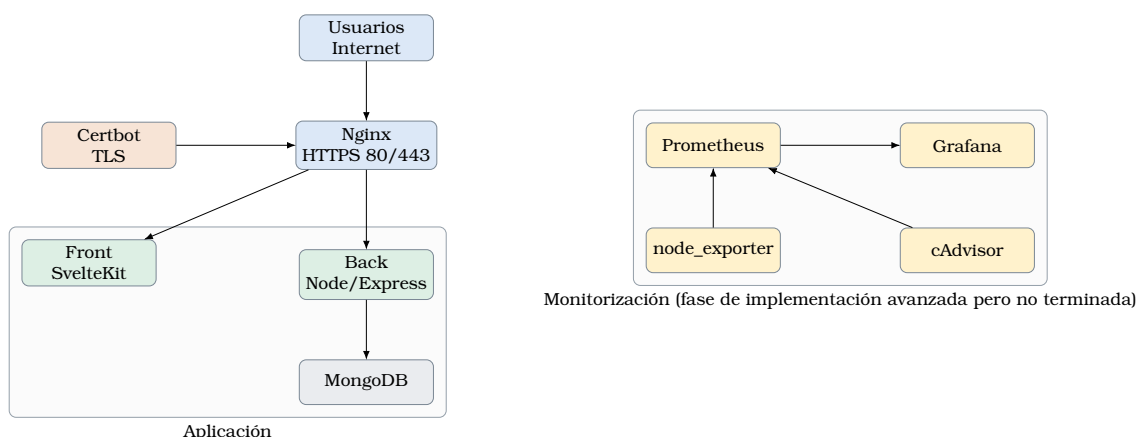 Usuarios
Internet
Certbot
TLS
Nginx
HTTPS 80/443
Front
SvelteKit
Back
Node/Express
MongoDB
Aplicación
Prometheus
Grafana
node_exporter
cAdvisor
Monitorización (fase de implementación avanzada pero no terminada)